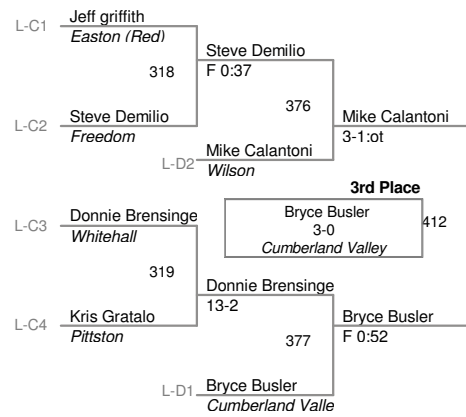 L-C1
Jeff griffith
Easton (Red)
318
Steve Demilio
F 0:37
L-C2
Steve Demilio
Freedom
376
Mike Calantoni
3-1:ot
L-D2
Mike Calantoni
Wilson
3rd Place
Bryce Busler
3-0
Cumberland Valley
412
L-C3
Donnie Brensinge
Whitehall
319
Donnie Brensinge
13-2
L-C4
Kris Gratalo
Pittston
377
Bryce Busler
F 0:52
L-D1
Bryce Busler
Cumberland Valle